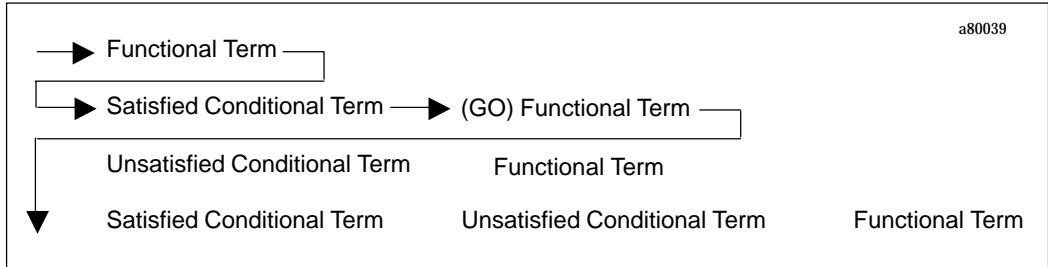 a80039
Functional Term
Satisfied Conditional Term (GO) Functional Term
Unsatisfied Conditional Term Functional Term
Satisfied Conditional Term Unsatisfied Conditional Term Functional Term